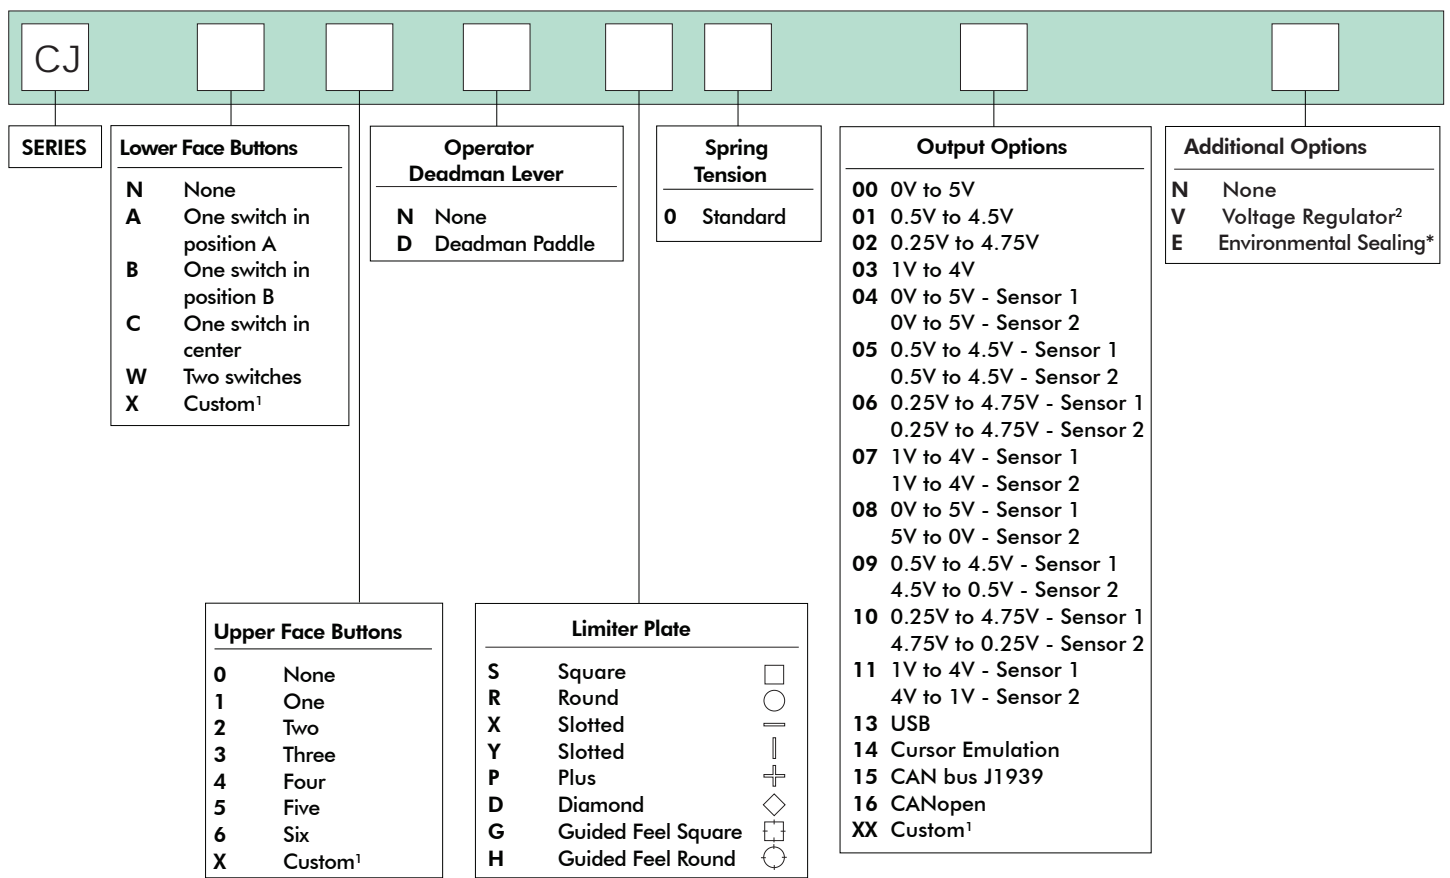 CJ
SERIES
Lower Face Buttons
N None
A One switch in
position A
B One switch in
position B
C One switch in
center
W Two switches
X Custom¹
Operator
Deadman Lever
N None
D Deadman Paddle
Spring
Tension
0 Standard
Output Options
00 0V to 5V
01 0.5V to 4.5V
02 0.25V to 4.75V
03 1V to 4V
04 0V to 5V - Sensor 1
0V to 5V - Sensor 2
05 0.5V to 4.5V - Sensor 1
0.5V to 4.5V - Sensor 2
06 0.25V to 4.75V - Sensor 1
0.25V to 4.75V - Sensor 2
07 1V to 4V - Sensor 1
1V to 4V - Sensor 2
08 0V to 5V - Sensor 1
5V to 0V - Sensor 2
09 0.5V to 4.5V - Sensor 1
4.5V to 0.5V - Sensor 2
10 0.25V to 4.75V - Sensor 1
4.75V to 0.25V - Sensor 2
11 1V to 4V - Sensor 1
4V to 1V - Sensor 2
13 USB
14 Cursor Emulation
15 CAN bus J1939
16 CANopen
XX Custom¹
Additional Options
N None
V Voltage Regulator²
E Environmental Sealing*
Upper Face Buttons
0 None
1 One
2 Two
3 Three
4 Four
5 Five
6 Six
X Custom¹
Limiter Plate
S Square
R Round
X Slotted
Y Slotted
P Plus
D Diamond
G Guided Feel Square
H Guided Feel Round